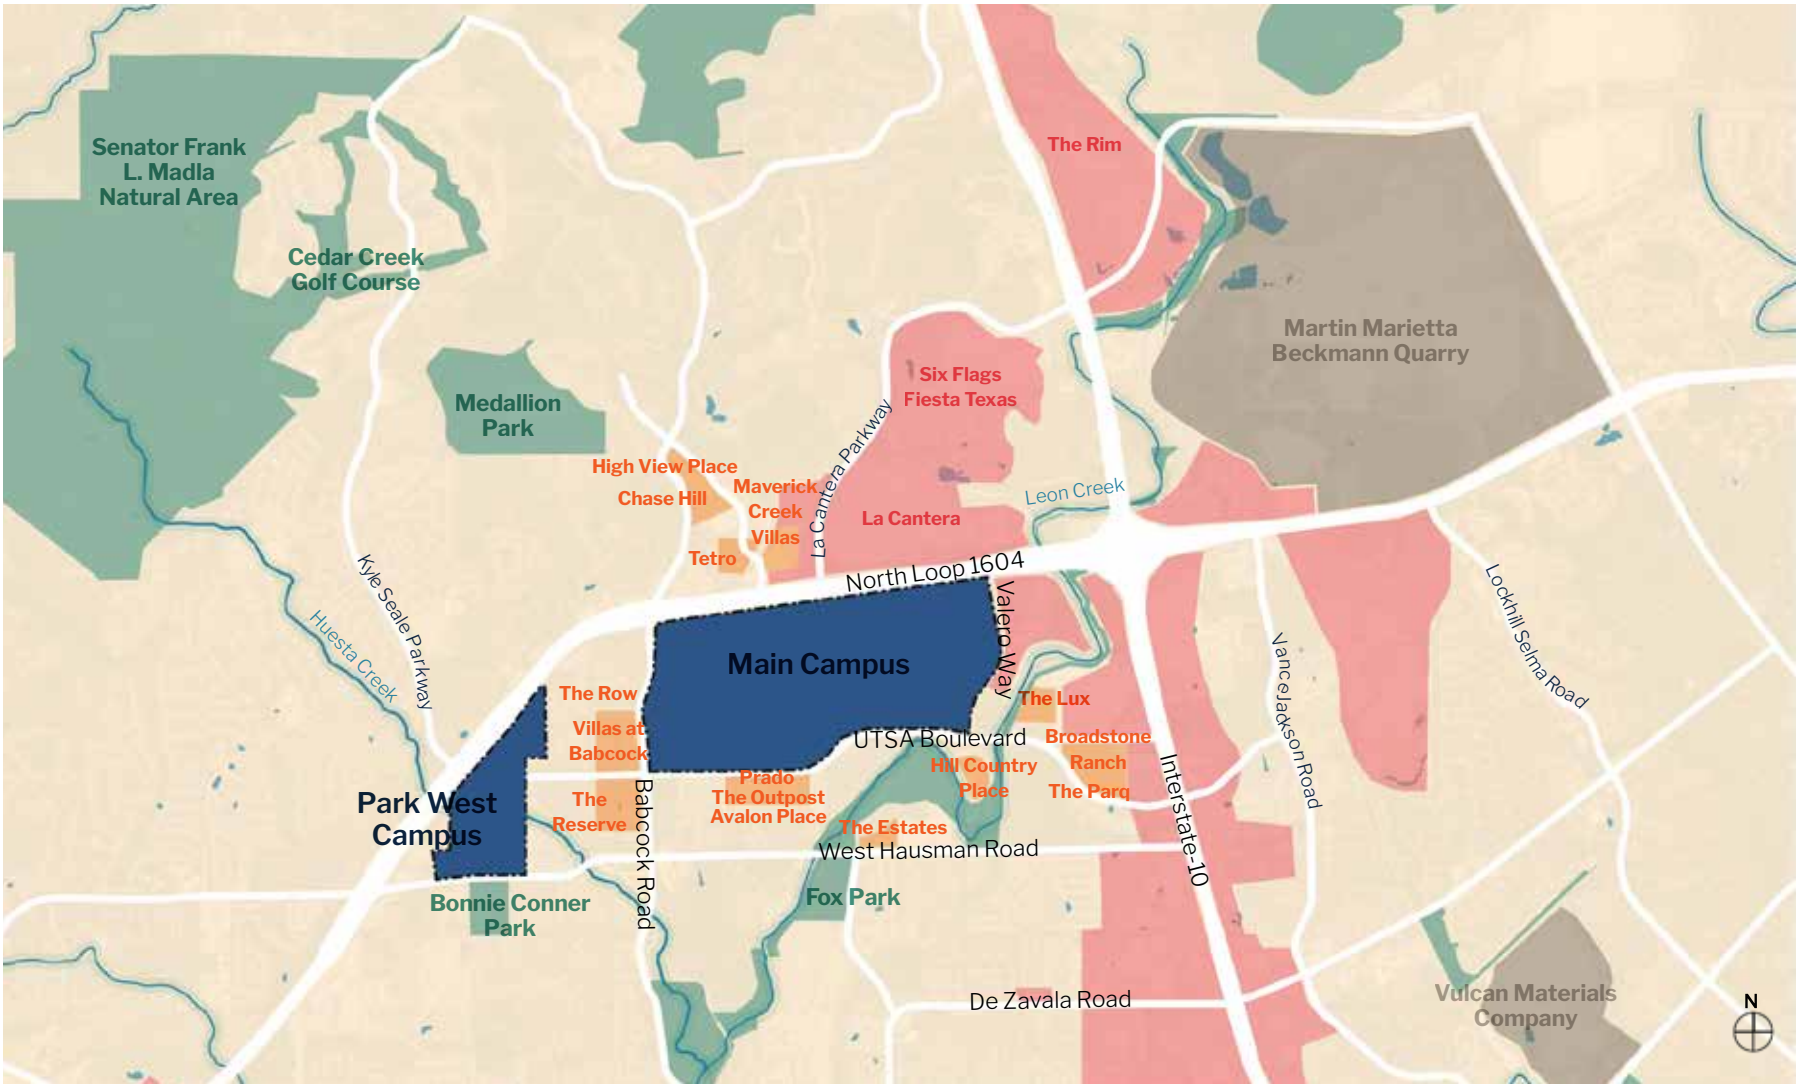 The Rim
Senator Frank
L. Madla
Natural Area
Cedar Creek
Golf Course
Martin Marietta
Beckmann Quarry
Six Flags
Fiesta Texas
Medallion
Park
La Cantera Parkway
High View Place
Chase Hill
Maverick
Creek
Villas
Leon Creek
La Cantera
Tetro
North Loop 1604
Kyle Seale Parkway
Huesta Creek
Valero Way
Lockhill Selma Road
Vance Jackson Road
Main Campus
The Row
The Lux
Villas at
Babcock
UTSA Boulevard
Broadstone
Ranch
Hill Country
Place
The Parq
Interstate-10
Prado
The Outpost
Avalon Place
Park West
Campus
The
Reserve
Babcock Road
The Estates
West Hausman Road
Fox Park
Bonnie Conner
Park
De Zavala Road
Vulcan Materials
Company
N